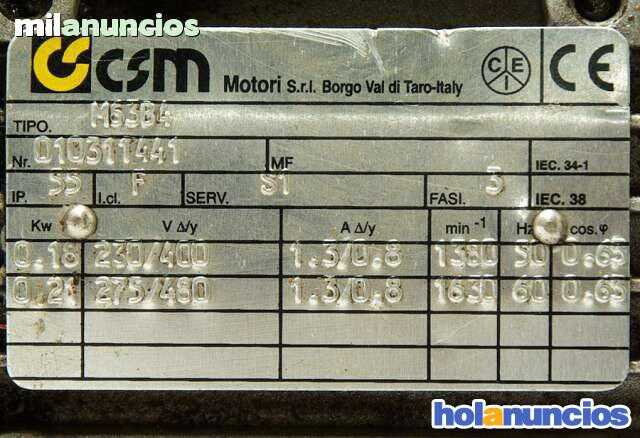 milanuncios
CSM Motori S.r.l. Borgo Val di Taro-Italy CEI CE
TIPO. M63B4
Nr. 010311441 MF IEC. 34-1
IP. 55 I.cl. F SERV. S1 FASI. 3 IEC. 38
Kw V Δ/y A Δ/y min -1 Hz cos. φ
0.18 230/400 1.3/0.8 1380 50 0.65
0.21 275/480 1.3/0.8 1630 60 0.65
holanuncios